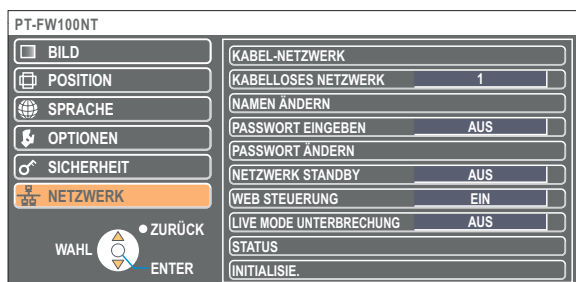 PT-FW100NT
BILD
POSITION
SPRACHE
OPTIONEN
SICHERHEIT
NETZWERK
ZURÜCK
WAHL
ENTER
KABEL-NETZWERK
KABELLOSES NETZWERK 1
NAMEN ÄNDERN
PASSWORT EINGEBEN AUS
PASSWORT ÄNDERN
NETZWERK STANDBY AUS
WEB STEUERUNG EIN
LIVE MODE UNTERBRECHUNG AUS
STATUS
INITIALISIE.